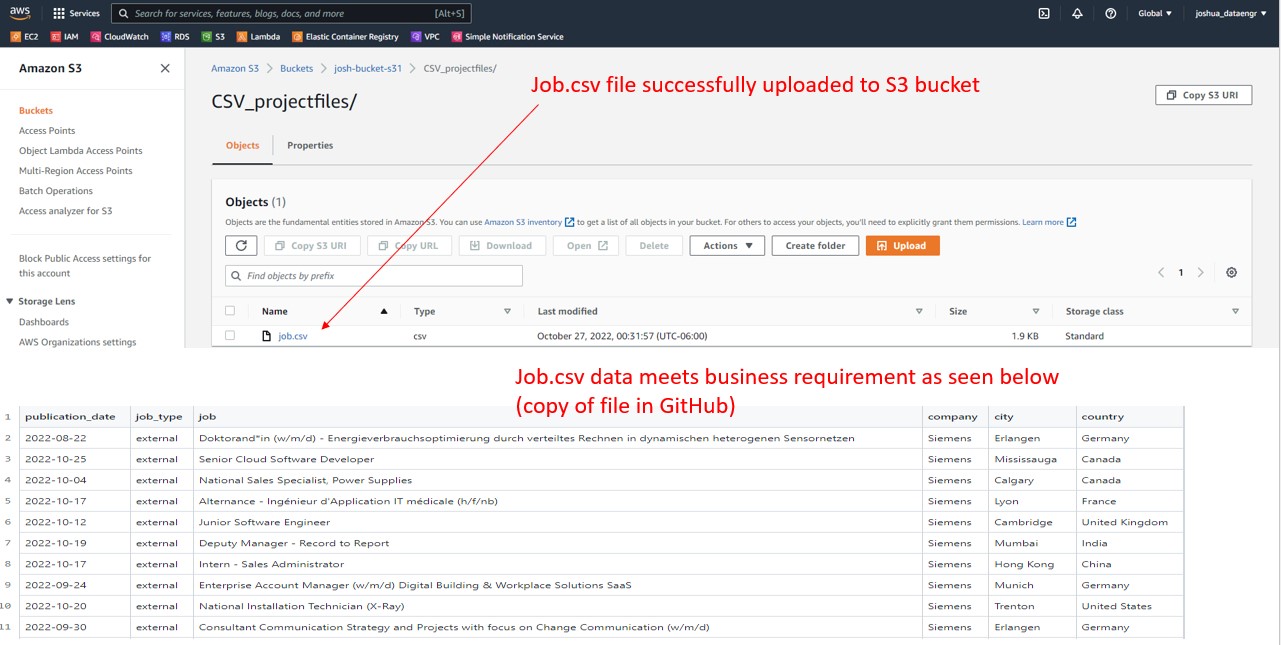 aws Services Search for services, features, blogs, docs, and more [Alt+S] Global joshua_dataengr
EC2 IAM CloudWatch RDS S3 Lambda Elastic Container Registry VPC Simple Notification Service
Amazon S3
Buckets
Access Points
Object Lambda Access Points
Multi-Region Access Points
Batch Operations
Access analyzer for S3
Block Public Access settings for
this account
Storage Lens
Dashboards
AWS Organizations settings
Amazon S3 > Buckets > josh-bucket-s31 > CSV_projectfiles/
Job.csv file successfully uploaded to S3 bucket
CSV_projectfiles/
Copy S3 URI
Objects Properties
Objects (1)
Objects are the fundamental entities stored in Amazon S3. You can use Amazon S3 inventory to get a list of all objects in your bucket. For others to access your objects, you'll need to explicitly grant them permissions. Learn more
Copy S3 URI Copy URL Download Open Delete Actions Create folder Upload
Find objects by prefix
1
Name Type Last modified Size Storage class
job.csv csv October 27, 2022, 00:31:57 (UTC-06:00) 1.9 KB Standard
Job.csv data meets business requirement as seen below
(copy of file in GitHub)
1 publication_date job_type job company city country
2 2022-08-22 external Doktorand*in (w/m/d) - Energieverbrauchsoptimierung durch verteiltes Rechnen in dynamischen heterogenen Sensornetzen Siemens Erlangen Germany
3 2022-10-25 external Senior Cloud Software Developer Siemens Mississauga Canada
4 2022-10-04 external National Sales Specialist, Power Supplies Siemens Calgary Canada
5 2022-10-17 external Alternance - Ingénieur d'Application IT médicale (h/f/nb) Siemens Lyon France
6 2022-10-12 external Junior Software Engineer Siemens Cambridge United Kingdom
7 2022-10-19 external Deputy Manager - Record to Report Siemens Mumbai India
8 2022-10-17 external Intern - Sales Administrator Siemens Hong Kong China
9 2022-09-24 external Enterprise Account Manager (w/m/d) Digital Building & Workplace Solutions SaaS Siemens Munich Germany
10 2022-10-20 external National Installation Technician (X-Ray) Siemens Trenton United States
11 2022-09-30 external Consultant Communication Strategy and Projects with focus on Change Communication (w/m/d) Siemens Erlangen Germany